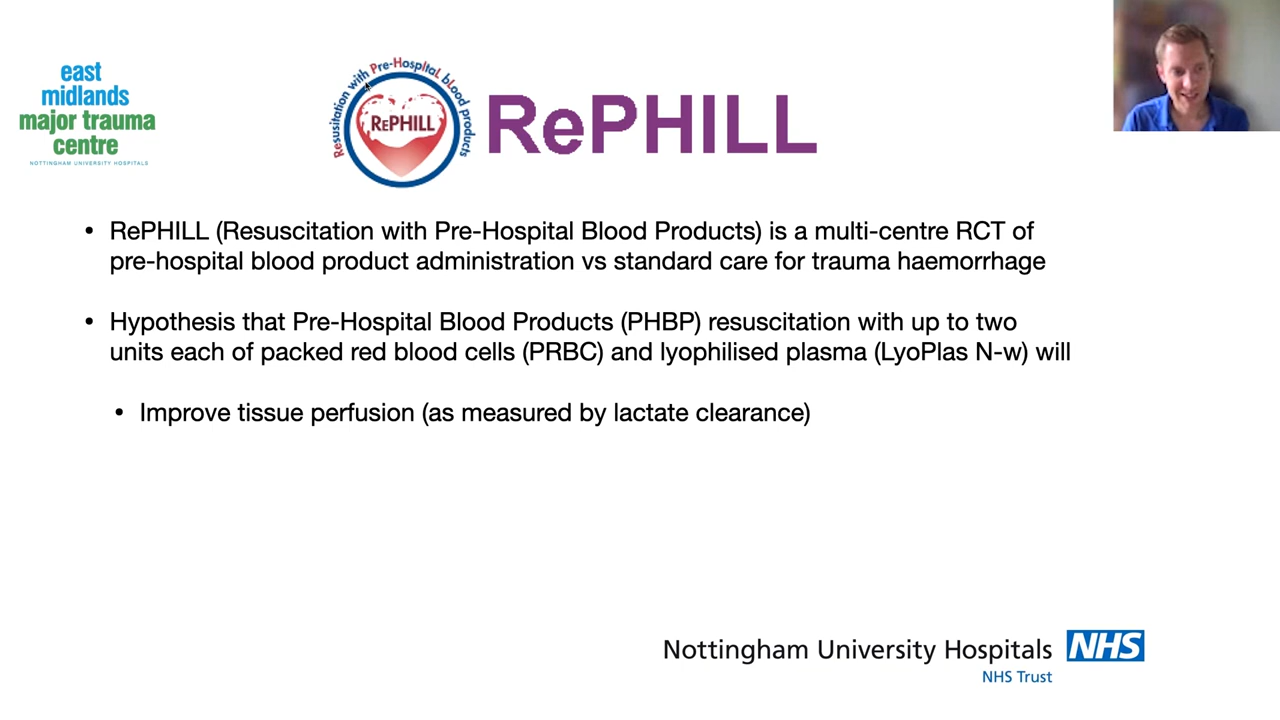 east
midlands
major trauma
centre
NOTTINGHAM UNIVERSITY HOSPITALS
Resusitation with Pre-HospItaL bLood products
REPHILL
RePHILL
• RePHILL (Resuscitation with Pre-Hospital Blood Products) is a multi-centre RCT of
pre-hospital blood product administration vs standard care for trauma haemorrhage
• Hypothesis that Pre-Hospital Blood Products (PHBP) resuscitation with up to two
units each of packed red blood cells (PRBC) and lyophilised plasma (LyoPlas N-w) will
• Improve tissue perfusion (as measured by lactate clearance)
Nottingham University Hospitals NHS
NHS Trust